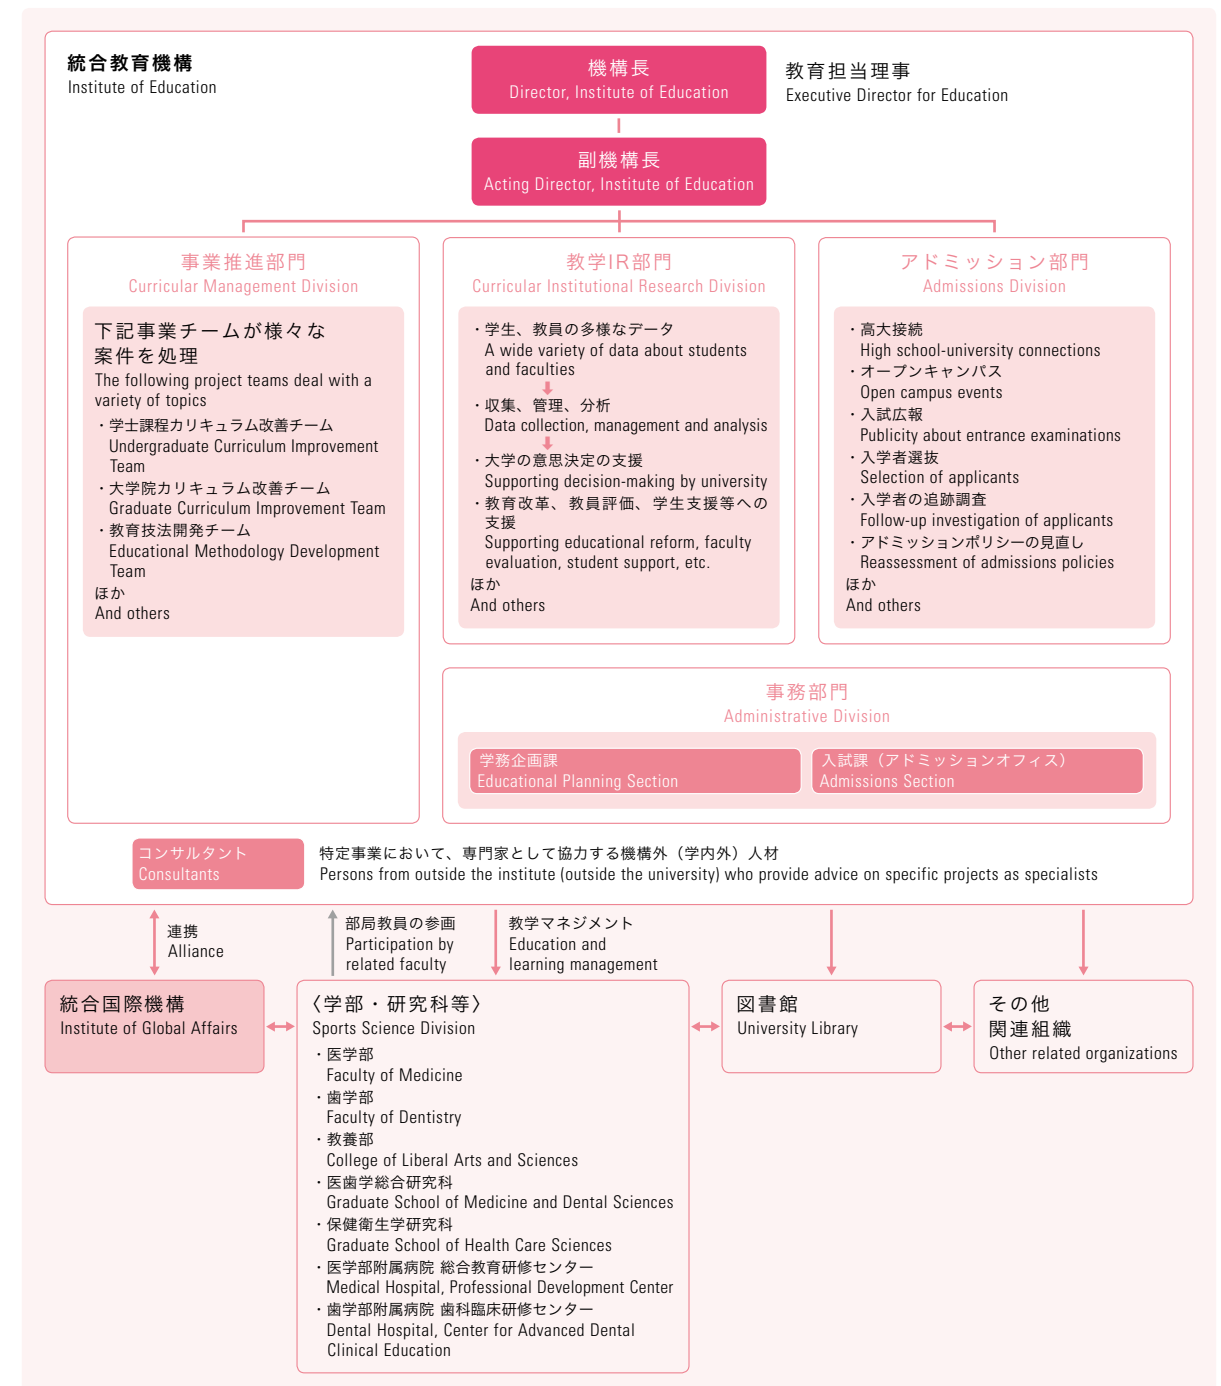 統合教育機構
Institute of Education
機構長
Director, Institute of Education
教育担当理事
Executive Director for Education
副機構長
Acting Director, Institute of Education
事業推進部門
Curricular Management Division
下記事業チームが様々な
案件を処理
The following project teams deal with a
variety of topics
・学士課程カリキュラム改善チーム
Undergraduate Curriculum Improvement
Team
・大学院カリキュラム改善チーム
Graduate Curriculum Improvement Team
・教育技法開発チーム
Educational Methodology Development
Team
ほか
And others
教学IR部門
Curricular Institutional Research Division
・学生、教員の多様なデータ
A wide variety of data about students
and faculties
・収集、管理、分析
Data collection, management and analysis
・大学の意思決定の支援
Supporting decision-making by university
・教育改革、教員評価、学生支援等への
支援
Supporting educational reform, faculty
evaluation, student support, etc.
ほか
And others
アドミッション部門
Admissions Division
・高大接続
High school-university connections
・オープンキャンパス
Open campus events
・入試広報
Publicity about entrance examinations
・入学者選抜
Selection of applicants
・入学者の追跡調査
Follow-up investigation of applicants
・アドミッションポリシーの見直し
Reassessment of admissions policies
ほか
And others
事務部門
Administrative Division
学務企画課
Educational Planning Section
入試課（アドミッションオフィス）
Admissions Section
コンサルタント
Consultants
特定事業において、専門家として協力する機構外（学内外）人材
Persons from outside the institute (outside the university) who provide advice on specific projects as specialists
連携
Alliance
部局教員の参画
Participation by
related faculty
教学マネジメント
Education and
learning management
統合国際機構
Institute of Global Affairs
〈学部・研究科等〉
Sports Science Division
・医学部
Faculty of Medicine
・歯学部
Faculty of Dentistry
・教養部
College of Liberal Arts and Sciences
・医歯学総合研究科
Graduate School of Medicine and Dental Sciences
・保健衛生学研究科
Graduate School of Health Care Sciences
・医学部附属病院 総合教育研修センター
Medical Hospital, Professional Development Center
・歯学部附属病院 歯科臨床研修センター
Dental Hospital, Center for Advanced Dental
Clinical Education
図書館
University Library
その他
関連組織
Other related organizations